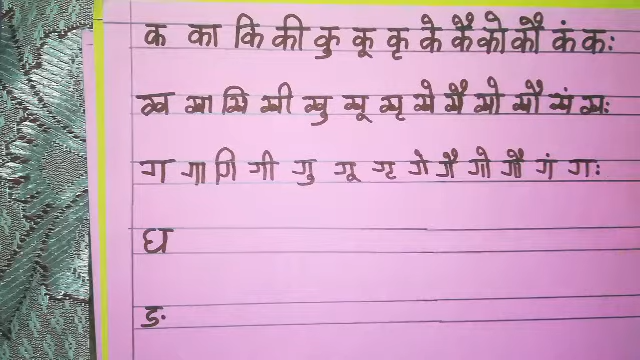 क का कि की कु कू कृ के कै को कौ कं कः
ख खा खि खी खु खू खृ खे खै खो खौ खं खः
ग गा गि गी गु गू गृ गे गै गो गौ गं गः
घ
ङ